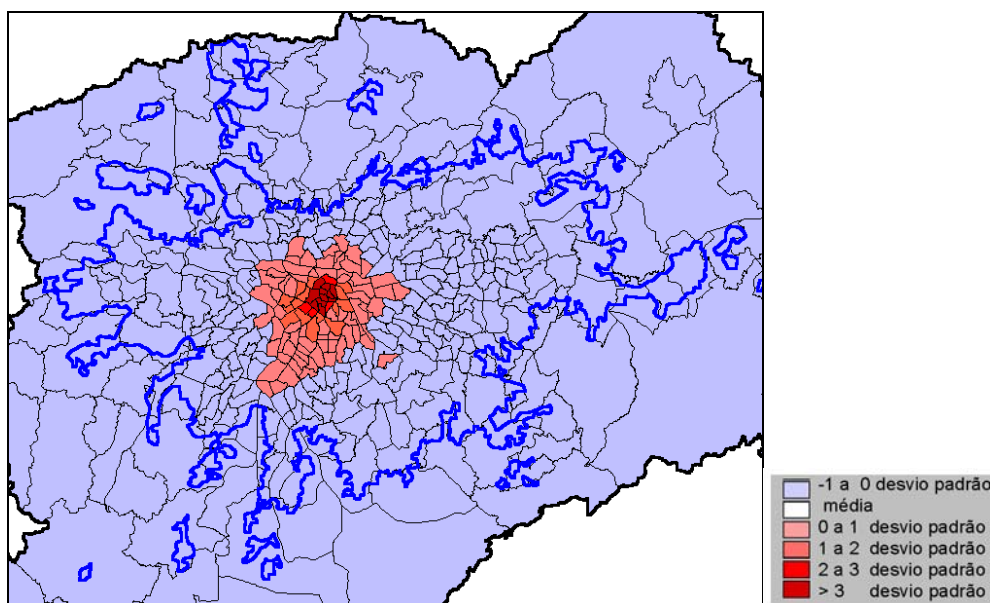 -1 a 0 desvio padrão
média
0 a 1 desvio padrão
1 a 2 desvio padrão
2 a 3 desvio padrão
> 3 desvio padrão